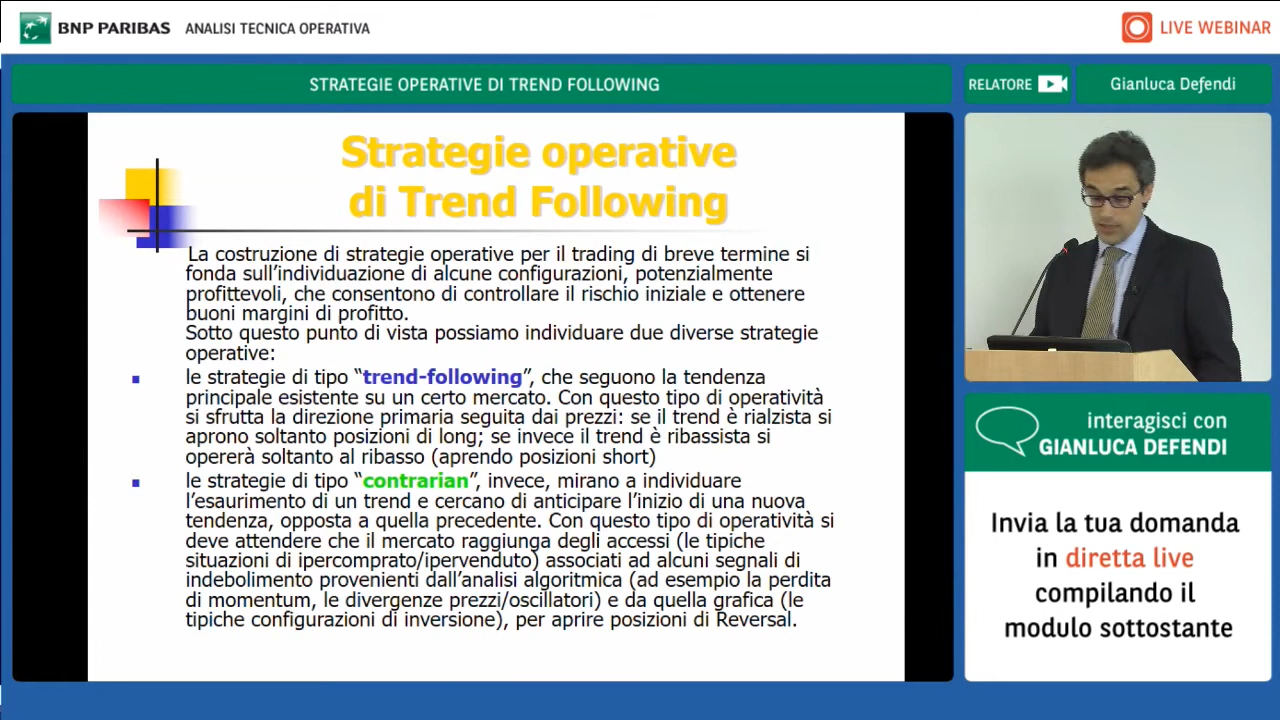 BNP PARIBAS ANALISI TECNICA OPERATIVA
LIVE WEBINAR
STRATEGIE OPERATIVE DI TREND FOLLOWING
RELATORE
Gianluca Defendi
Strategie operative
di Trend Following
La costruzione di strategie operative per il trading di breve termine si
fonda sull'individuazione di alcune configurazioni, potenzialmente
profittevoli, che consentono di controllare il rischio iniziale e ottenere
buoni margini di profitto.
Sotto questo punto di vista possiamo individuare due diverse strategie
operative:
le strategie di tipo “trend-following”, che seguono la tendenza
principale esistente su un certo mercato. Con questo tipo di operatività
si sfrutta la direzione primaria seguita dai prezzi: se il trend è rialzista si
aprono soltanto posizioni di long; se invece il trend è ribassista si
opererà soltanto al ribasso (aprendo posizioni short)
le strategie di tipo “contrarian”, invece, mirano a individuare
l'esaurimento di un trend e cercano di anticipare l'inizio di una nuova
tendenza, opposta a quella precedente. Con questo tipo di operatività si
deve attendere che il mercato raggiunga degli accessi (le tipiche
situazioni di ipercomprato/ipervenduto) associati ad alcuni segnali di
indebolimento provenienti dall'analisi algoritmica (ad esempio la perdita
di momentum, le divergenze prezzi/oscillatori) e da quella grafica (le
tipiche configurazioni di inversione), per aprire posizioni di Reversal.
interagisci con
GIANLUCA DEFENDI
Invia la tua domanda
in diretta live
compilando il
modulo sottostante